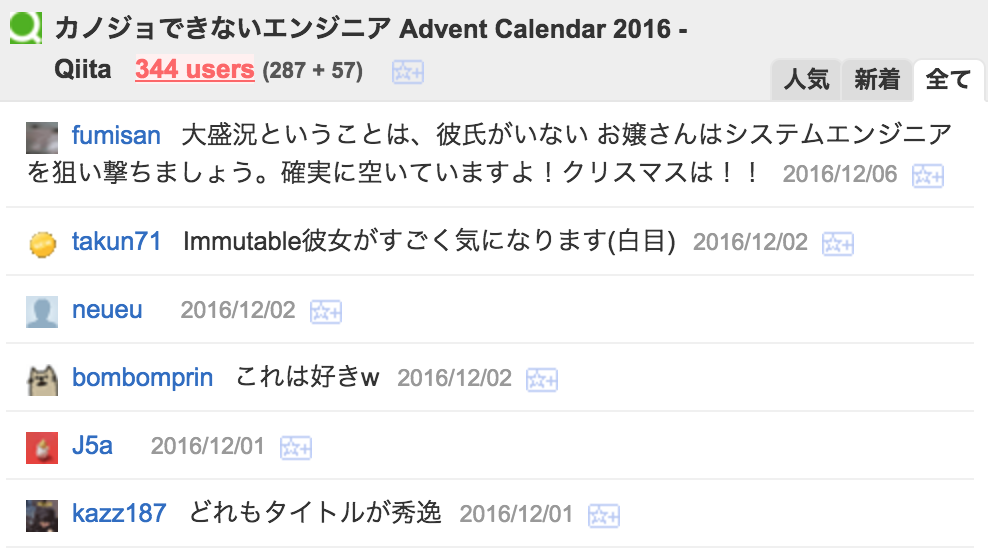 カノジョできないエンジニア Advent Calendar 2016 -
Qiita 344 users (287 + 57)
人気 新着 全て
fumisan 大盛況ということは、彼氏がいない お嬢さんはシステムエンジニア
を狙い撃ちましょう。確実に空いていますよ！クリスマスは！！ 2016/12/06
takun71 Immutable彼女がすごく気になります(白目) 2016/12/02
neueu 2016/12/02
bombomprin これは好きw 2016/12/02
J5a 2016/12/01
kazz187 どれもタイトルが秀逸 2016/12/01